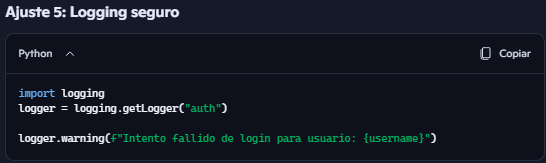 Ajuste 5: Logging seguro
Python
Copiar
import logging
logger = logging.getLogger("auth")
logger.warning(f"Intento fallido de login para usuario: {username}")